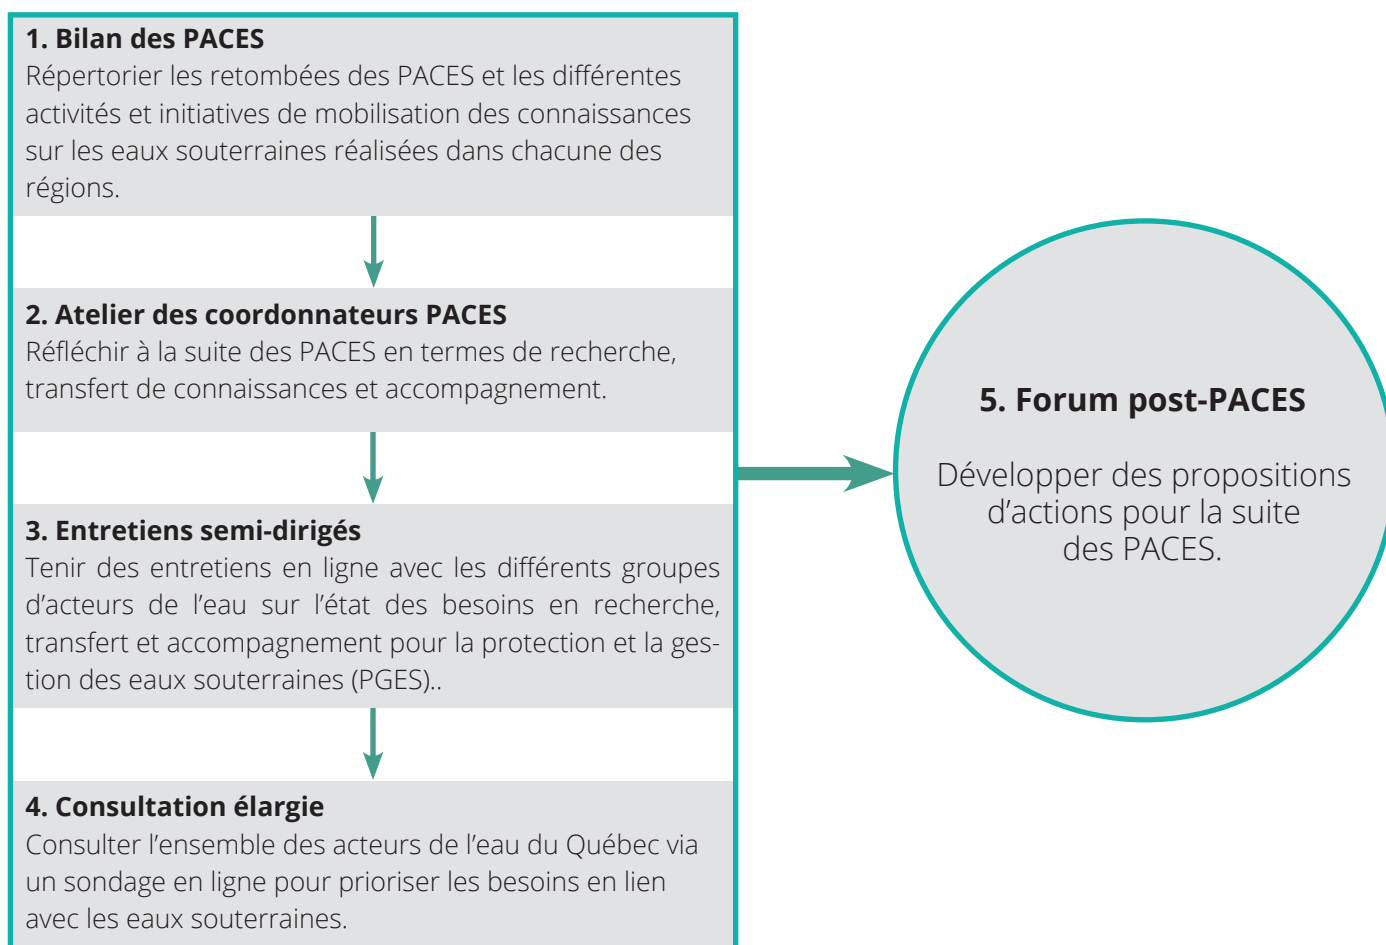 1. Bilan des PACES
Répertorier les retombées des PACES et les différentes
activités et initiatives de mobilisation des connaissances
sur les eaux souterraines réalisées dans chacune des
régions.
2. Atelier des coordonnateurs PACES
Réfléchir à la suite des PACES en termes de recherche,
transfert de connaissances et accompagnement.
3. Entretiens semi-dirigés
Tenir des entretiens en ligne avec les différents groupes
d’acteurs de l’eau sur l’état des besoins en recherche,
transfert et accompagnement pour la protection et la ges-
tion des eaux souterraines (PGES)..
4. Consultation élargie
Consulter l’ensemble des acteurs de l’eau du Québec via
un sondage en ligne pour prioriser les besoins en lien
avec les eaux souterraines.
5. Forum post-PACES
Développer des propositions
d’actions pour la suite
des PACES.